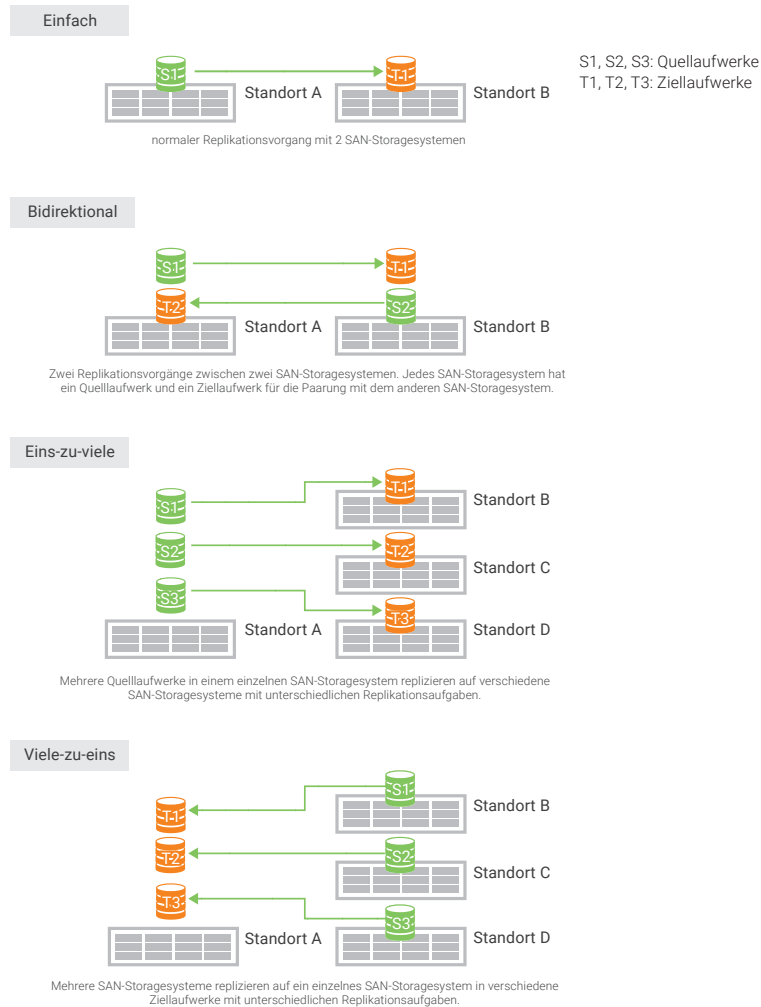 Einfach
S1
T1
S1, S2, S3: Quellaufwerke
T1, T2, T3: Ziellaufwerke
Standort A
Standort B
normaler Replikationsvorgang mit 2 SAN-Storagesystemen
Bidirektional
S1
T1
T2
S2
Standort A
Standort B
Zwei Replikationsvorgänge zwischen zwei SAN-Storagesystemen. Jedes SAN-Storagesystem hat
ein Quelllaufwerk und ein Ziellaufwerk für die Paarung mit dem anderen SAN-Storagesystem.
Eins-zu-viele
T1
S1
Standort B
S2
T2
Standort C
S3
T3
Standort A
Standort D
Mehrere Quelllaufwerke in einem einzelnen SAN-Storagesystem replizieren auf verschiedene
SAN-Storagesysteme mit unterschiedlichen Replikationsaufgaben.
Viele-zu-eins
S1
T1
Standort B
T2
S2
Standort C
T3
S3
Standort A
Standort D
Mehrere SAN-Storagesysteme replizieren auf ein einzelnes SAN-Storagesystem in verschiedene
Ziellaufwerke mit unterschiedlichen Replikationsaufgaben.